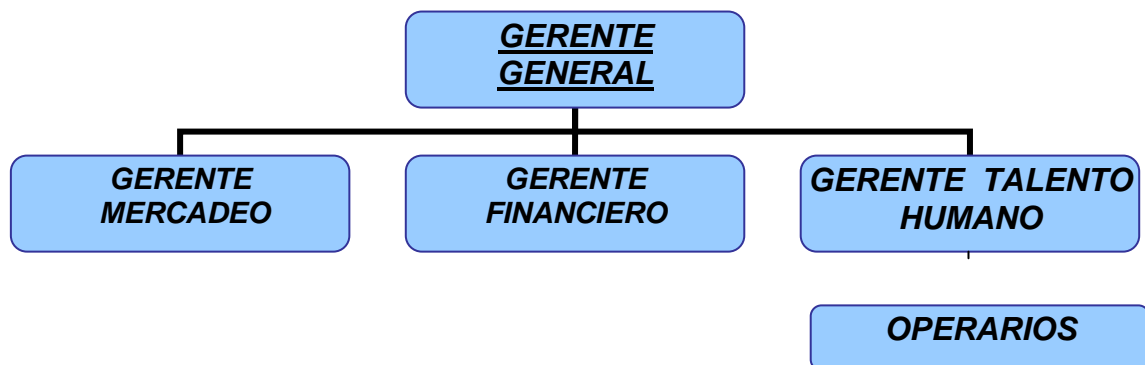 GERENTE
GENERAL
GERENTE
MERCADEO
GERENTE
FINANCIERO
GERENTE TALENTO
HUMANO
OPERARIOS